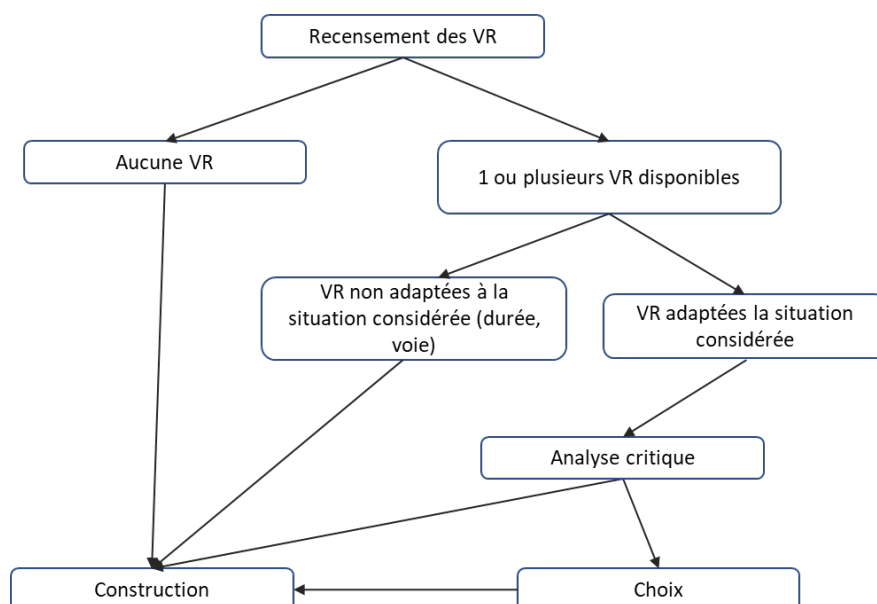 Recensement des VR
Aucune VR
1 ou plusieurs VR disponibles
VR non adaptées à la
situation considérée (durée,
voie)
VR adaptées la situation
considérée
Analyse critique
Construction
Choix